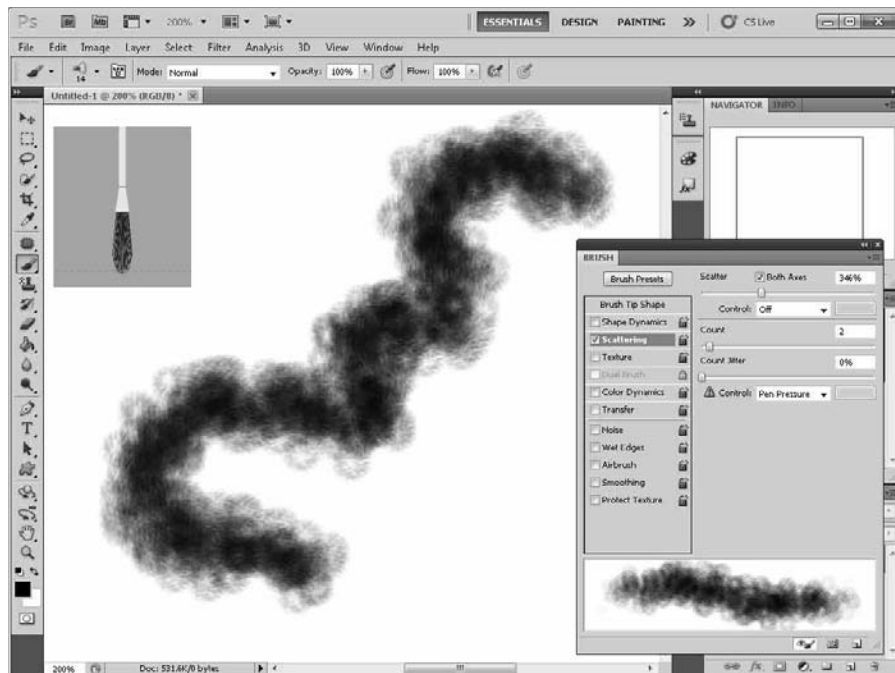 Ps Br Mb 200% ESSENTIALS DESIGN PAINTING CS Live
File Edit Image Layer Select Filter Analysis 3D View Window Help
14 Mode: Normal Opacity: 100% Flow: 100%
Untitled-1 @ 200% (RGB/8) *
NAVIGATOR INFO
BRUSH
Brush Presets Scatter Both Axes 346%
Brush Tip Shape Control: Off
Shape Dynamics Count 2
Scattering
Texture Count Jitter 0%
Dual Brush
Color Dynamics Control: Pen Pressure
Transfer
Noise
Wet Edges
Airbrush
Smoothing
Protect Texture
200% Doc: 531.6K/0 bytes